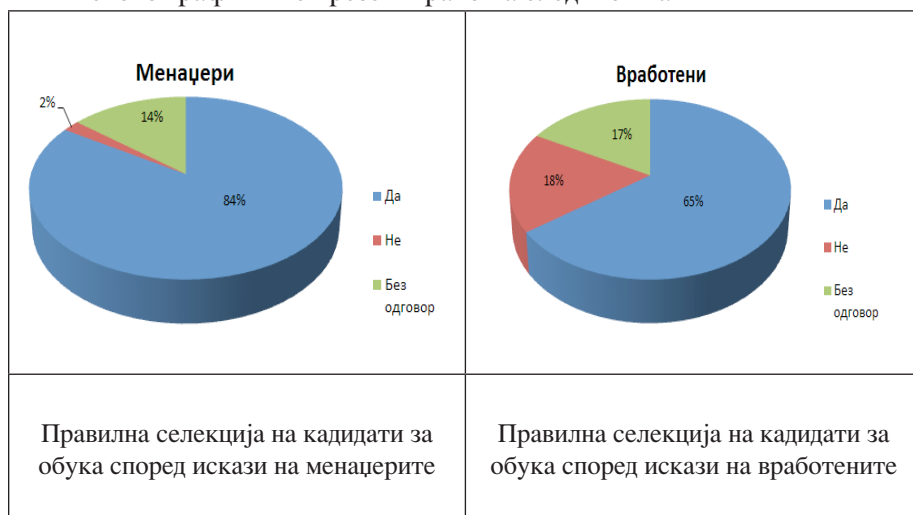 Менаџери
2%
14%
84%
Да
Не
Без
одговор
Вработени
17%
18%
65%
Да
Не
Без
одговор
Правилна селекција на кадидати за
обука според искази на менаџерите
Правилна селекција на кадидати за
обука според искази на вработените